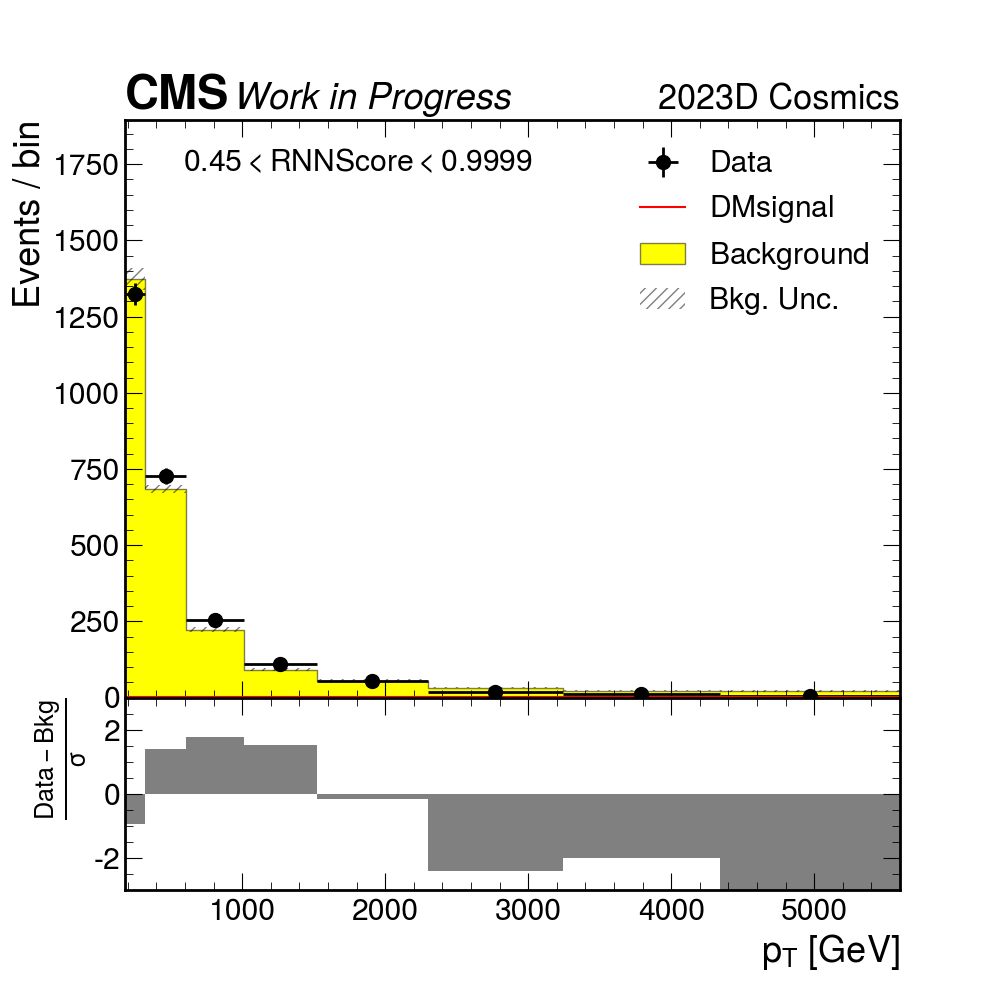 CMS Work in Progress
2023D Cosmics
Events / bin
0.45 < RNNScore < 0.9999
Data
DMsignal
Background
Bkg. Unc.
1750
1500
1250
1000
750
500
250
0
Data – Bkg
σ
2
0
-2
1000 2000 3000 4000 5000
pT [GeV]